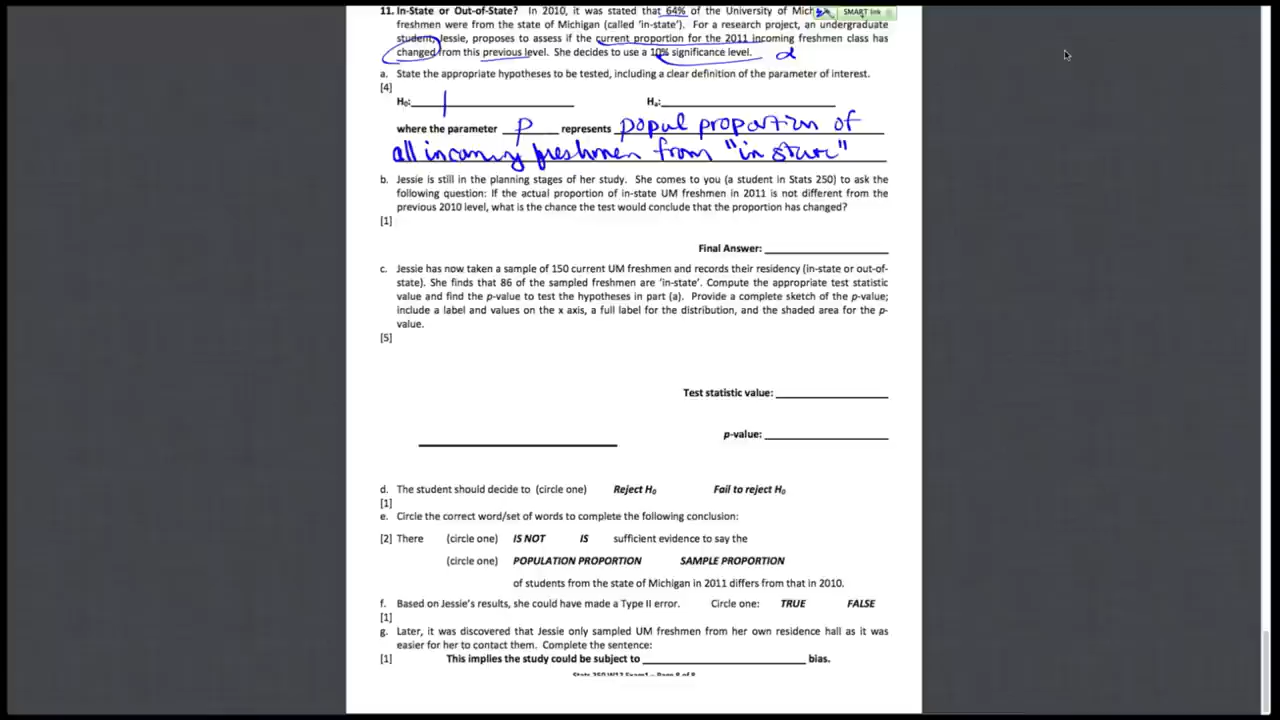 11. In-State or Out-of-State? In 2010, it was stated that 64% of the University of Mich SMART Ink
freshmen were from the state of Michigan (called 'in-state'). For a research project, an undergraduate
student, Jessie, proposes to assess if the current proportion for the 2011 incoming freshmen class has
changed from this previous level. She decides to use a 10% significance level. α
a. State the appropriate hypotheses to be tested, including a clear definition of the parameter of interest.
[4]
H₀:__________ Hₐ:__________
where the parameter p represents popul proportion of
all incoming freshmen from "in state"
b. Jessie is still in the planning stages of her study. She comes to you (a student in Stats 250) to ask the
following question: If the actual proportion of in-state UM freshmen in 2011 is not different from the
previous 2010 level, what is the chance the test would conclude that the proportion has changed?
[1]
Final Answer: __________
c. Jessie has now taken a sample of 150 current UM freshmen and records their residency (in-state or out-of-
state). She finds that 86 of the sampled freshmen are 'in-state'. Compute the appropriate test statistic
value and find the p-value to test the hypotheses in part (a). Provide a complete sketch of the p-value;
include a label and values on the x axis, a full label for the distribution, and the shaded area for the p-
value.
[5]
Test statistic value: __________
p-value: __________
d. The student should decide to (circle one) Reject H₀ Fail to reject H₀
[1]
e. Circle the correct word/set of words to complete the following conclusion:
[2] There (circle one) IS NOT IS sufficient evidence to say the
(circle one) POPULATION PROPORTION SAMPLE PROPORTION
of students from the state of Michigan in 2011 differs from that in 2010.
f. Based on Jessie's results, she could have made a Type II error. Circle one: TRUE FALSE
[1]
g. Later, it was discovered that Jessie only sampled UM freshmen from her own residence hall as it was
easier for her to contact them. Complete the sentence:
[1] This implies the study could be subject to __________ bias.